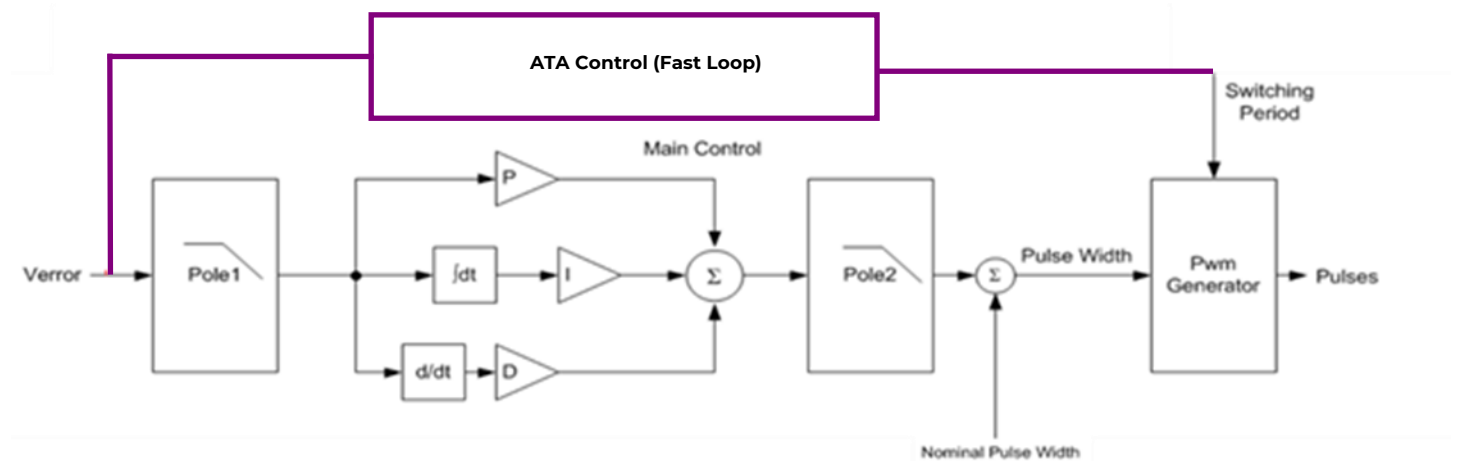 ATA Control (Fast Loop)
Switching
Period
Main Control
P
Verror
Pole1
∫dt
I
Σ
Pole2
Σ
Pulse Width
Pwm
Generator
Pulses
d/dt
D
Nominal Pulse Width